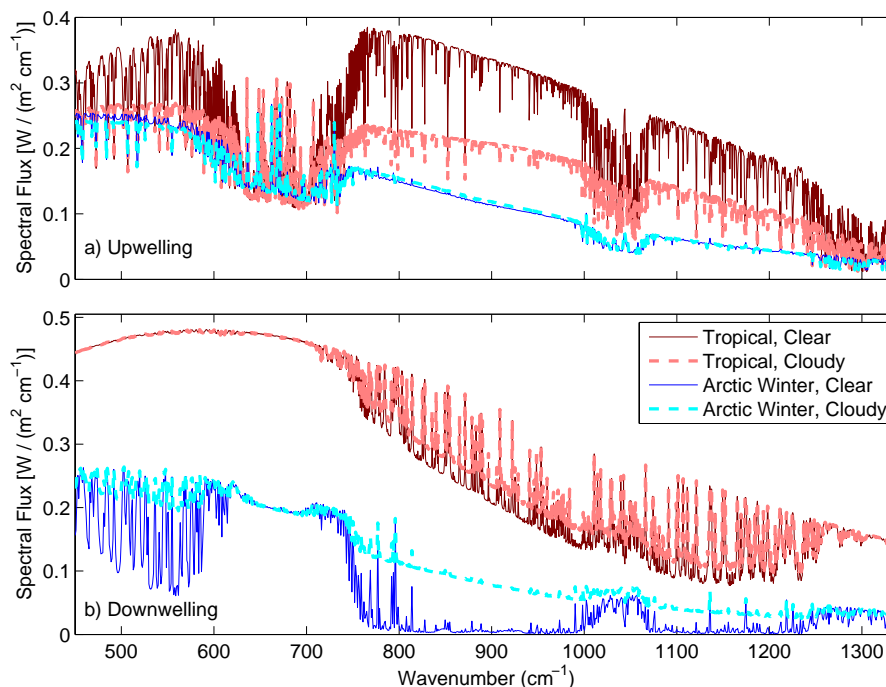 0.4
0.3
0.2
0.1
0
Spectral Flux [W / (m² cm⁻¹)]
a) Upwelling
0.5
0.4
0.3
0.2
0.1
0
Spectral Flux [W / (m² cm⁻¹)]
Tropical, Clear
Tropical, Cloudy
Arctic Winter, Clear
Arctic Winter, Cloudy
b) Downwelling
500 600 700 800 900 1000 1100 1200 1300
Wavenumber (cm⁻¹)